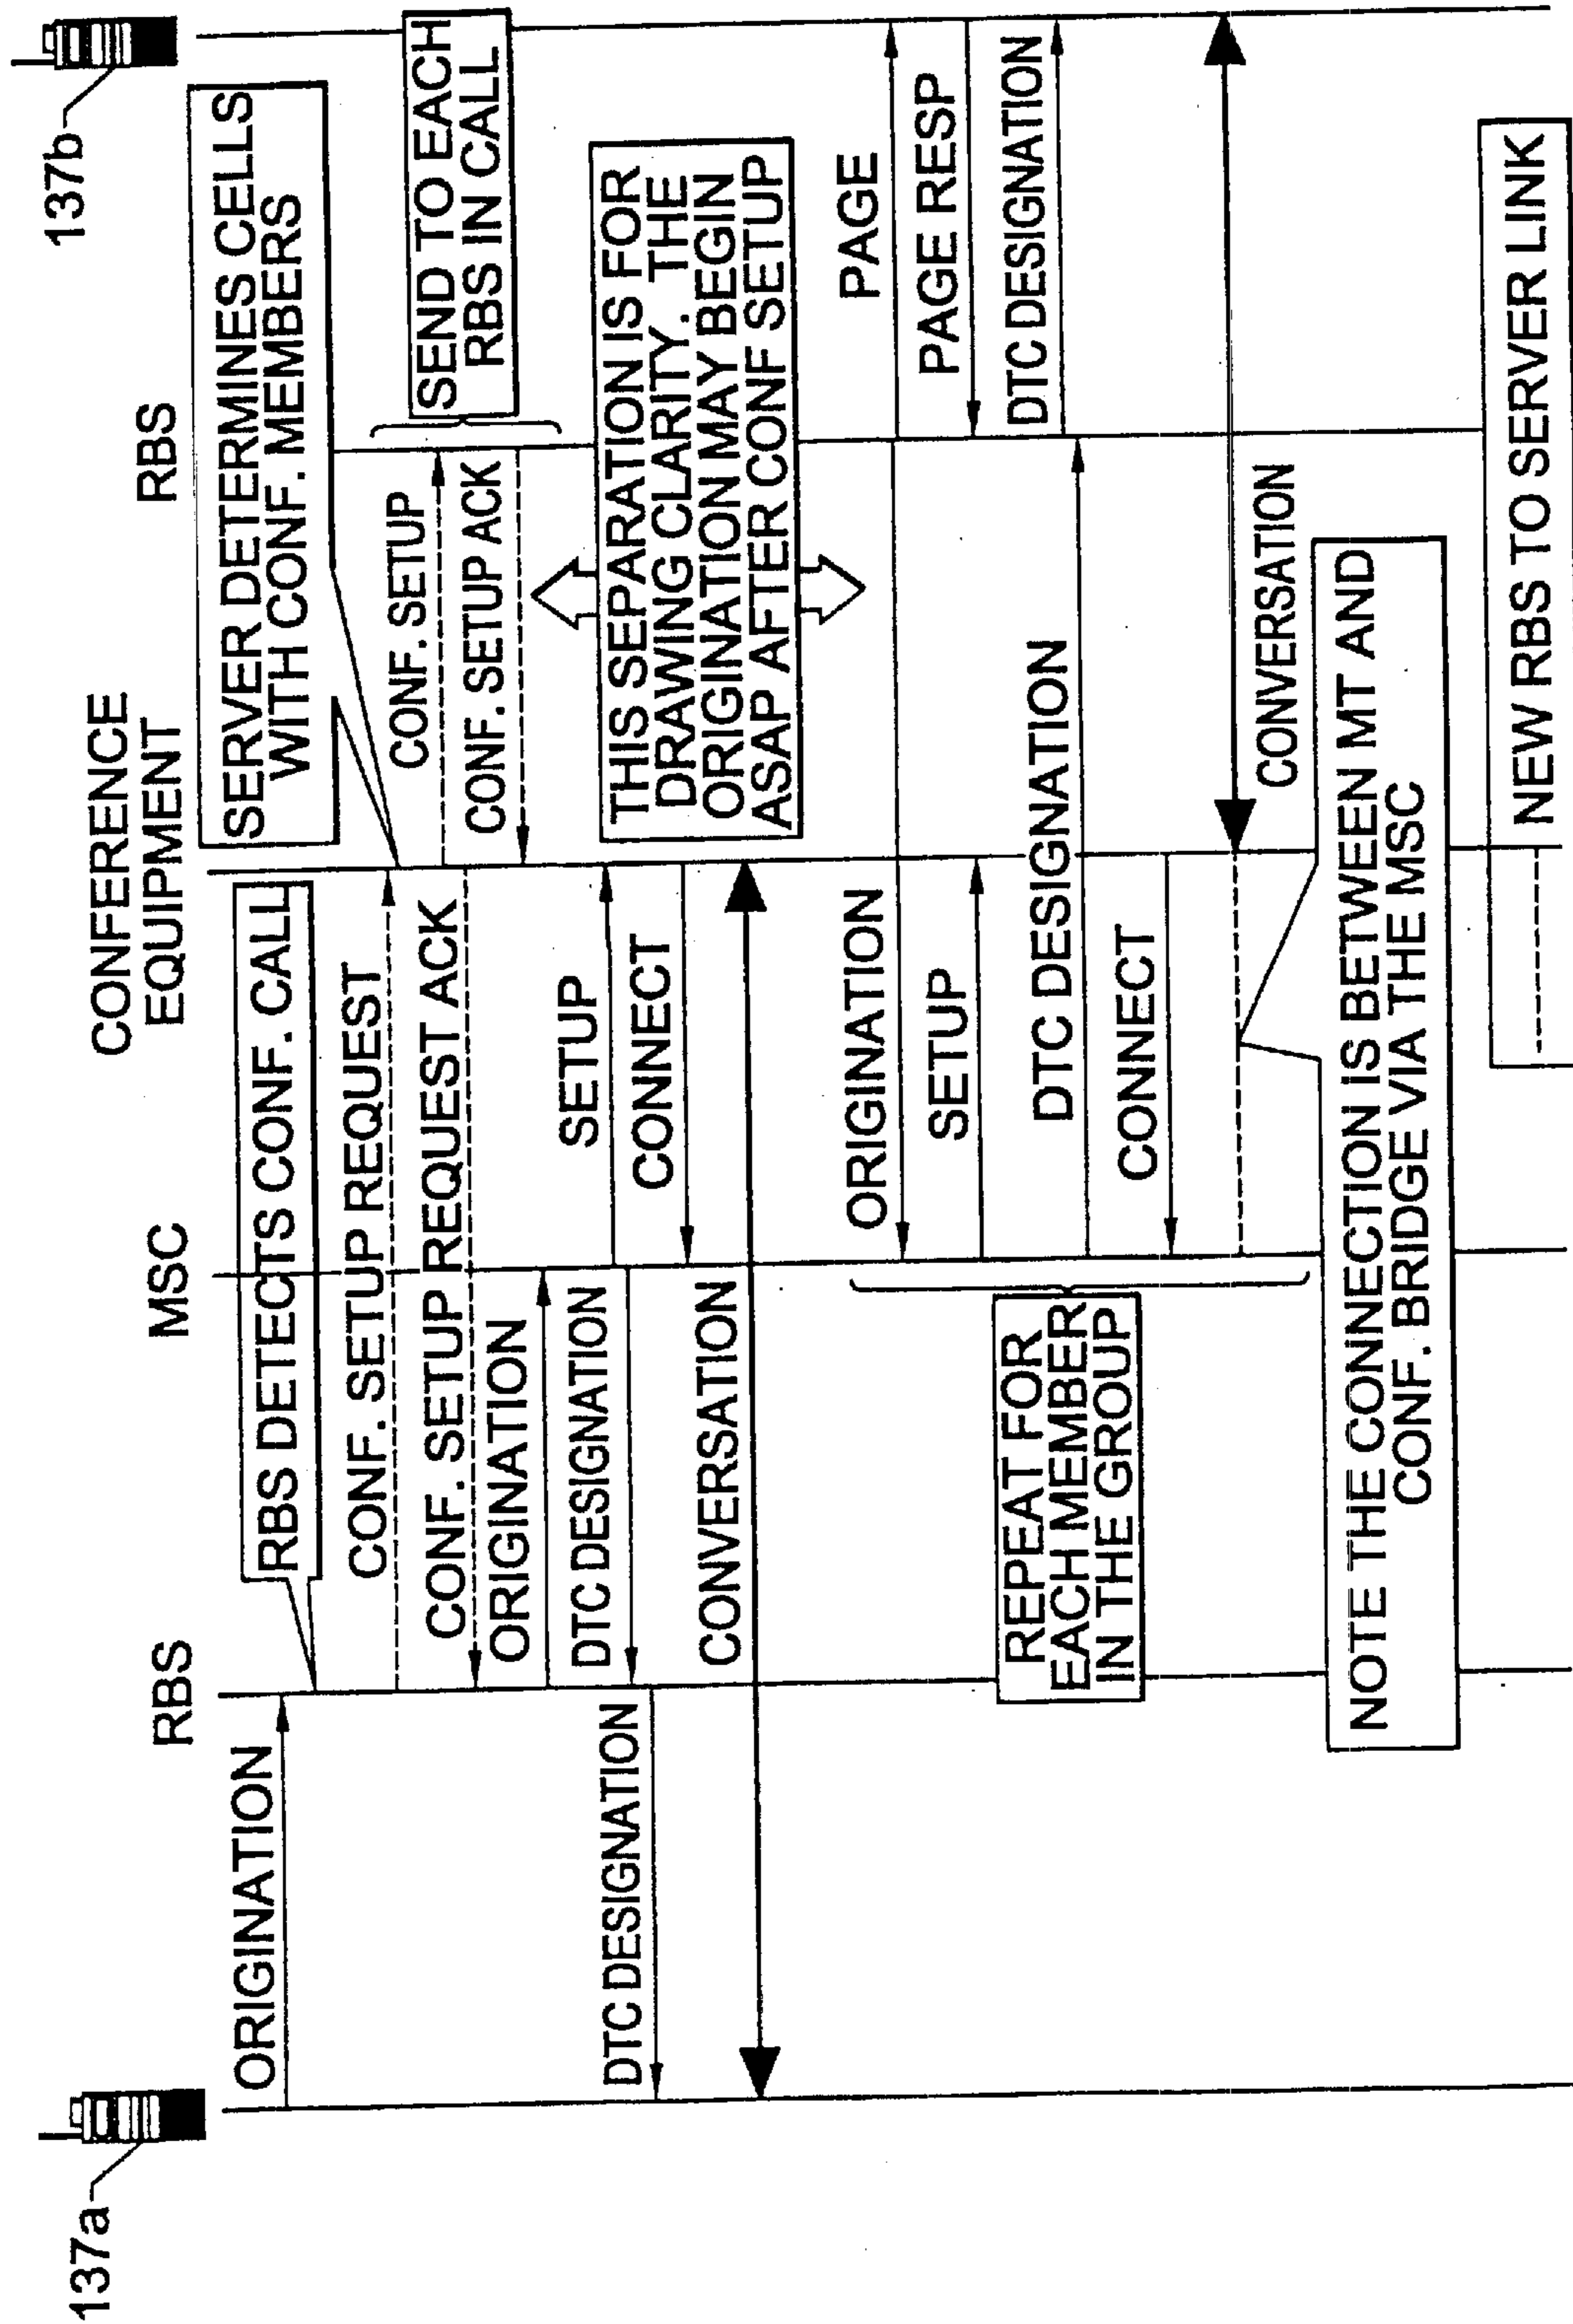 137a
137b
RBS
MSC
CONFERENCE
EQUIPMENT
RBS
ORIGINATION
RBS DETECTS CONF. CALL
SERVER DETERMINES CELLS
WITH CONF. MEMBERS
CONF. SETUP REQUEST
CONF. SETUP
SEND TO EACH
RBS IN CALL
CONF. SETUP REQUEST ACK
CONF. SETUP ACK
ORIGINATION
DTC DESIGNATION
DTC DESIGNATION
SETUP
CONNECT
THIS SEPARATION IS FOR
DRAWING CLARITY. THE
ORIGINATION MAY BEGIN
ASAP AFTER CONF SETUP
CONVERSATION
ORIGINATION
PAGE
SETUP
PAGE RESP
DTC DESIGNATION
DTC DESIGNATION
REPEAT FOR
EACH MEMBER
IN THE GROUP
CONNECT
CONVERSATION
NOTE THE CONNECTION IS BETWEEN MT AND
CONF. BRIDGE VIA THE MSC
NEW RBS TO SERVER LINK